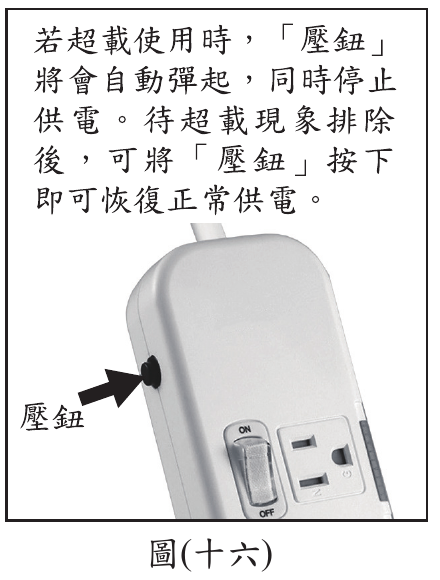 若超載使用時，「壓鈕」
將會自動彈起，同時停止
供電。待超載現象排除
後，可將「壓鈕」按下
即可恢復正常供電。
壓鈕
ON
OFF
N
G
圖(十六)